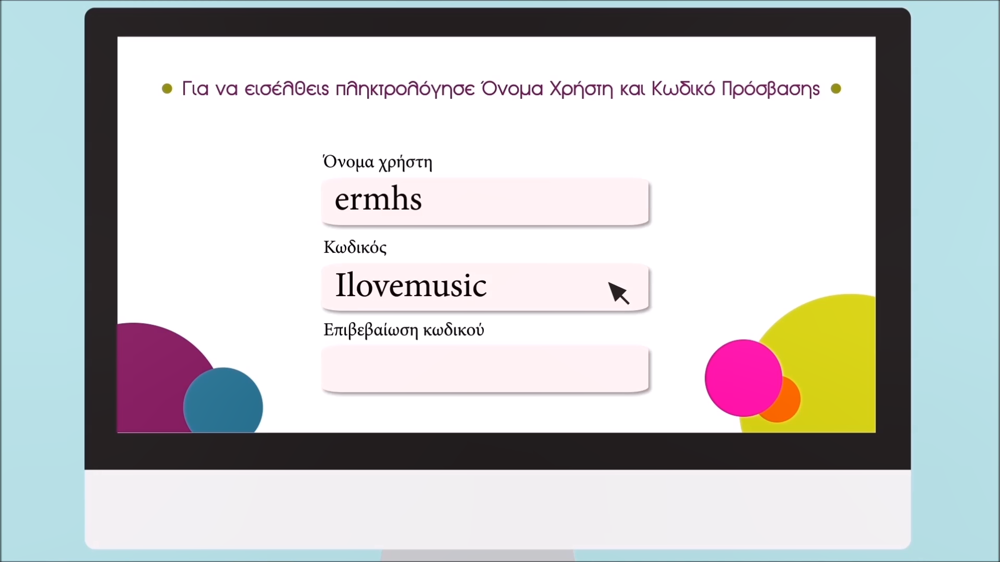 Για να εισέλθεις πληκτρολόγησε Όνομα Χρήστη και Κωδικό Πρόσβασης
Όνομα χρήστη
ermhs
Κωδικός
Ilovemusic
Επιβεβαίωση κωδικού